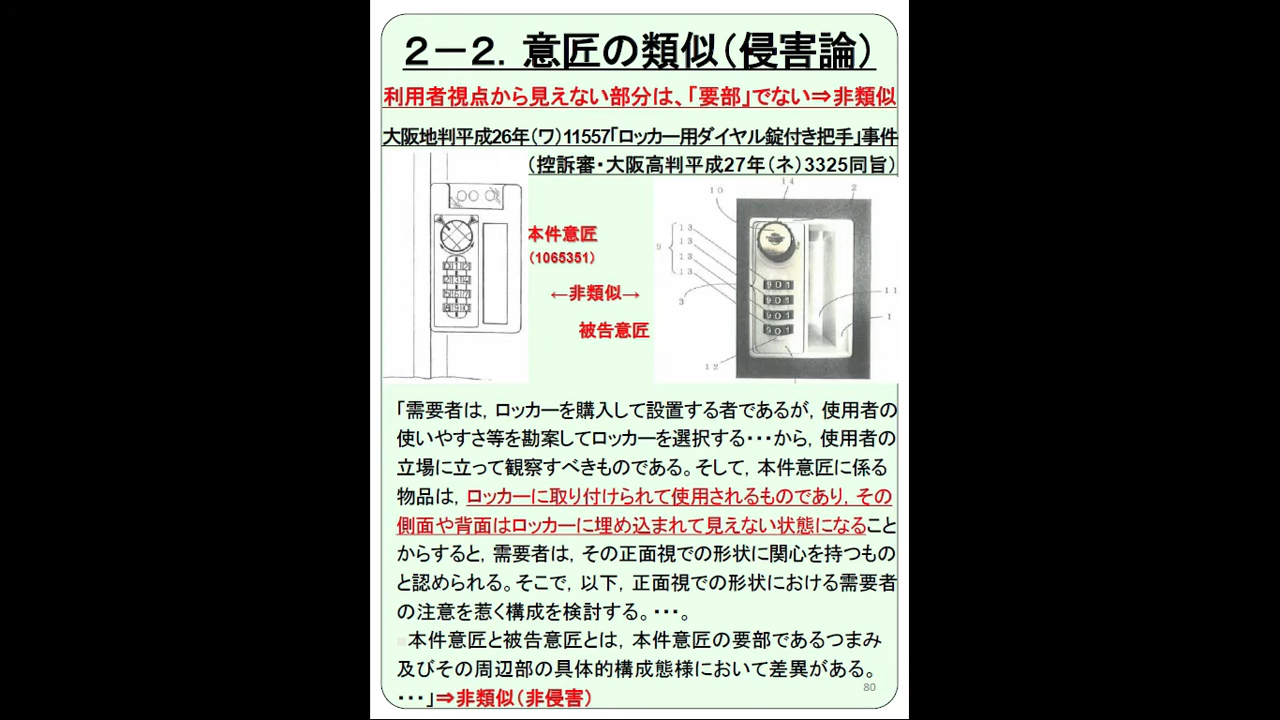 2－2．意匠の類似（侵害論）
利用者視点から見えない部分は、「要部」でない⇒非類似
大阪地判平成26年（ワ）11557「ロッカー用ダイヤル錠付き把手」事件
（控訴審・大阪高判平成27年（ネ）3325同旨）
本件意匠
（1065351）
←非類似→
被告意匠
10
14
2
9
13
13
13
13
3
11
1
12
901
901
901
901
「需要者は，ロッカーを購入して設置する者であるが，使用者の
使いやすさ等を勘案してロッカーを選択する・・・から，使用者の
立場に立って観察すべきものである。そして，本件意匠に係る
物品は，ロッカーに取り付けられて使用されるものであり，その
側面や背面はロッカーに埋め込まれて見えない状態になること
からすると，需要者は，その正面視での形状に関心を持つもの
と認められる。そこで，以下，正面視での形状における需要者
の注意を惹く構成を検討する。・・・。
本件意匠と被告意匠とは，本件意匠の要部であるつまみ
及びその周辺部の具体的構成態様において差異がある。
・・・」⇒非類似（非侵害）
80